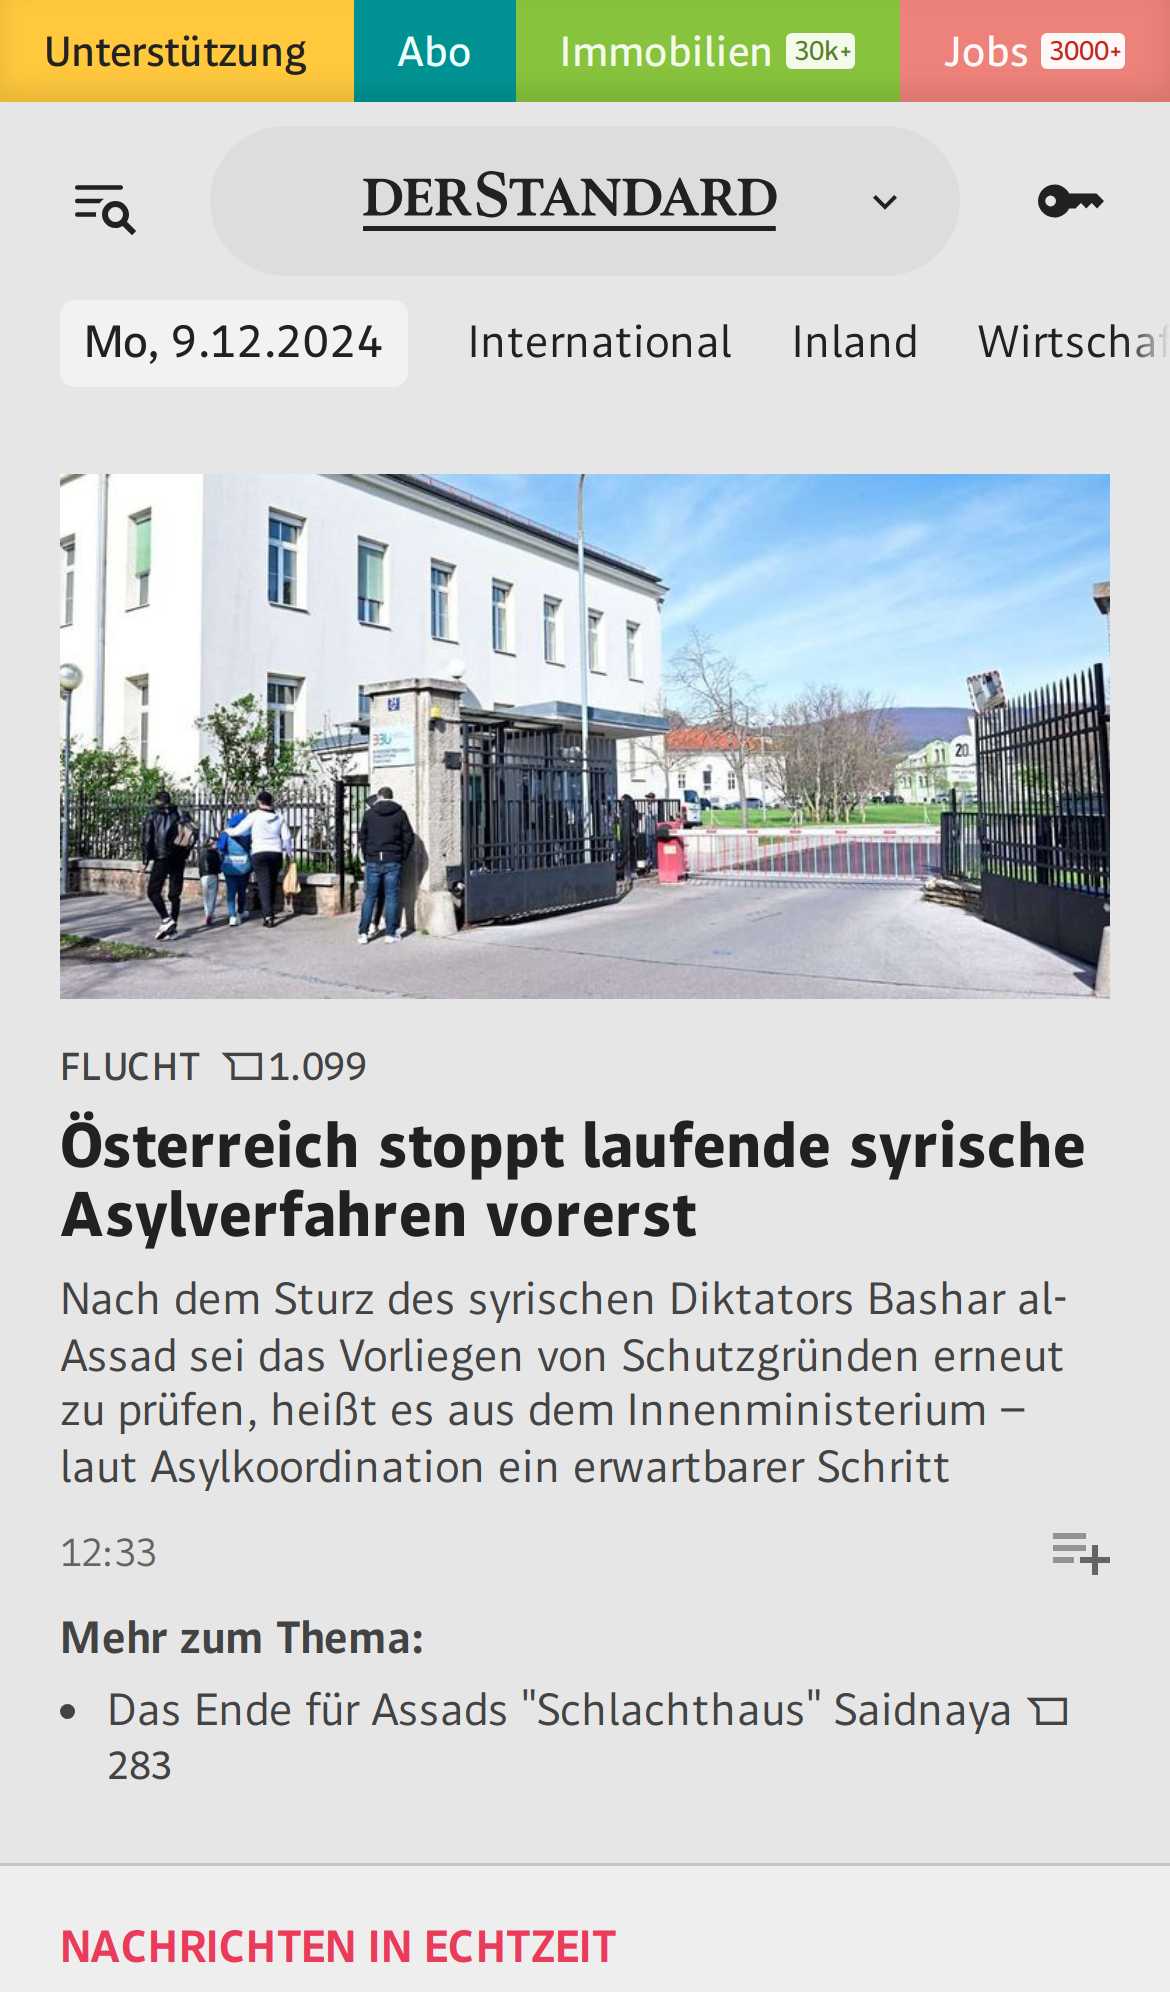 Unterstützung Abo Immobilien 30k+ Jobs 3000+
DERSTANDARD
Mo, 9.12.2024 International Inland Wirtschaf
20
FLUCHT 1.099
Österreich stoppt laufende syrische
Asylverfahren vorerst
Nach dem Sturz des syrischen Diktators Bashar al-
Assad sei das Vorliegen von Schutzgründen erneut
zu prüfen, heißt es aus dem Innenministerium –
laut Asylkoordination ein erwartbarer Schritt
12:33
Mehr zum Thema:
• Das Ende für Assads "Schlachthaus" Saidnaya
283
NACHRICHTEN IN ECHTZEIT